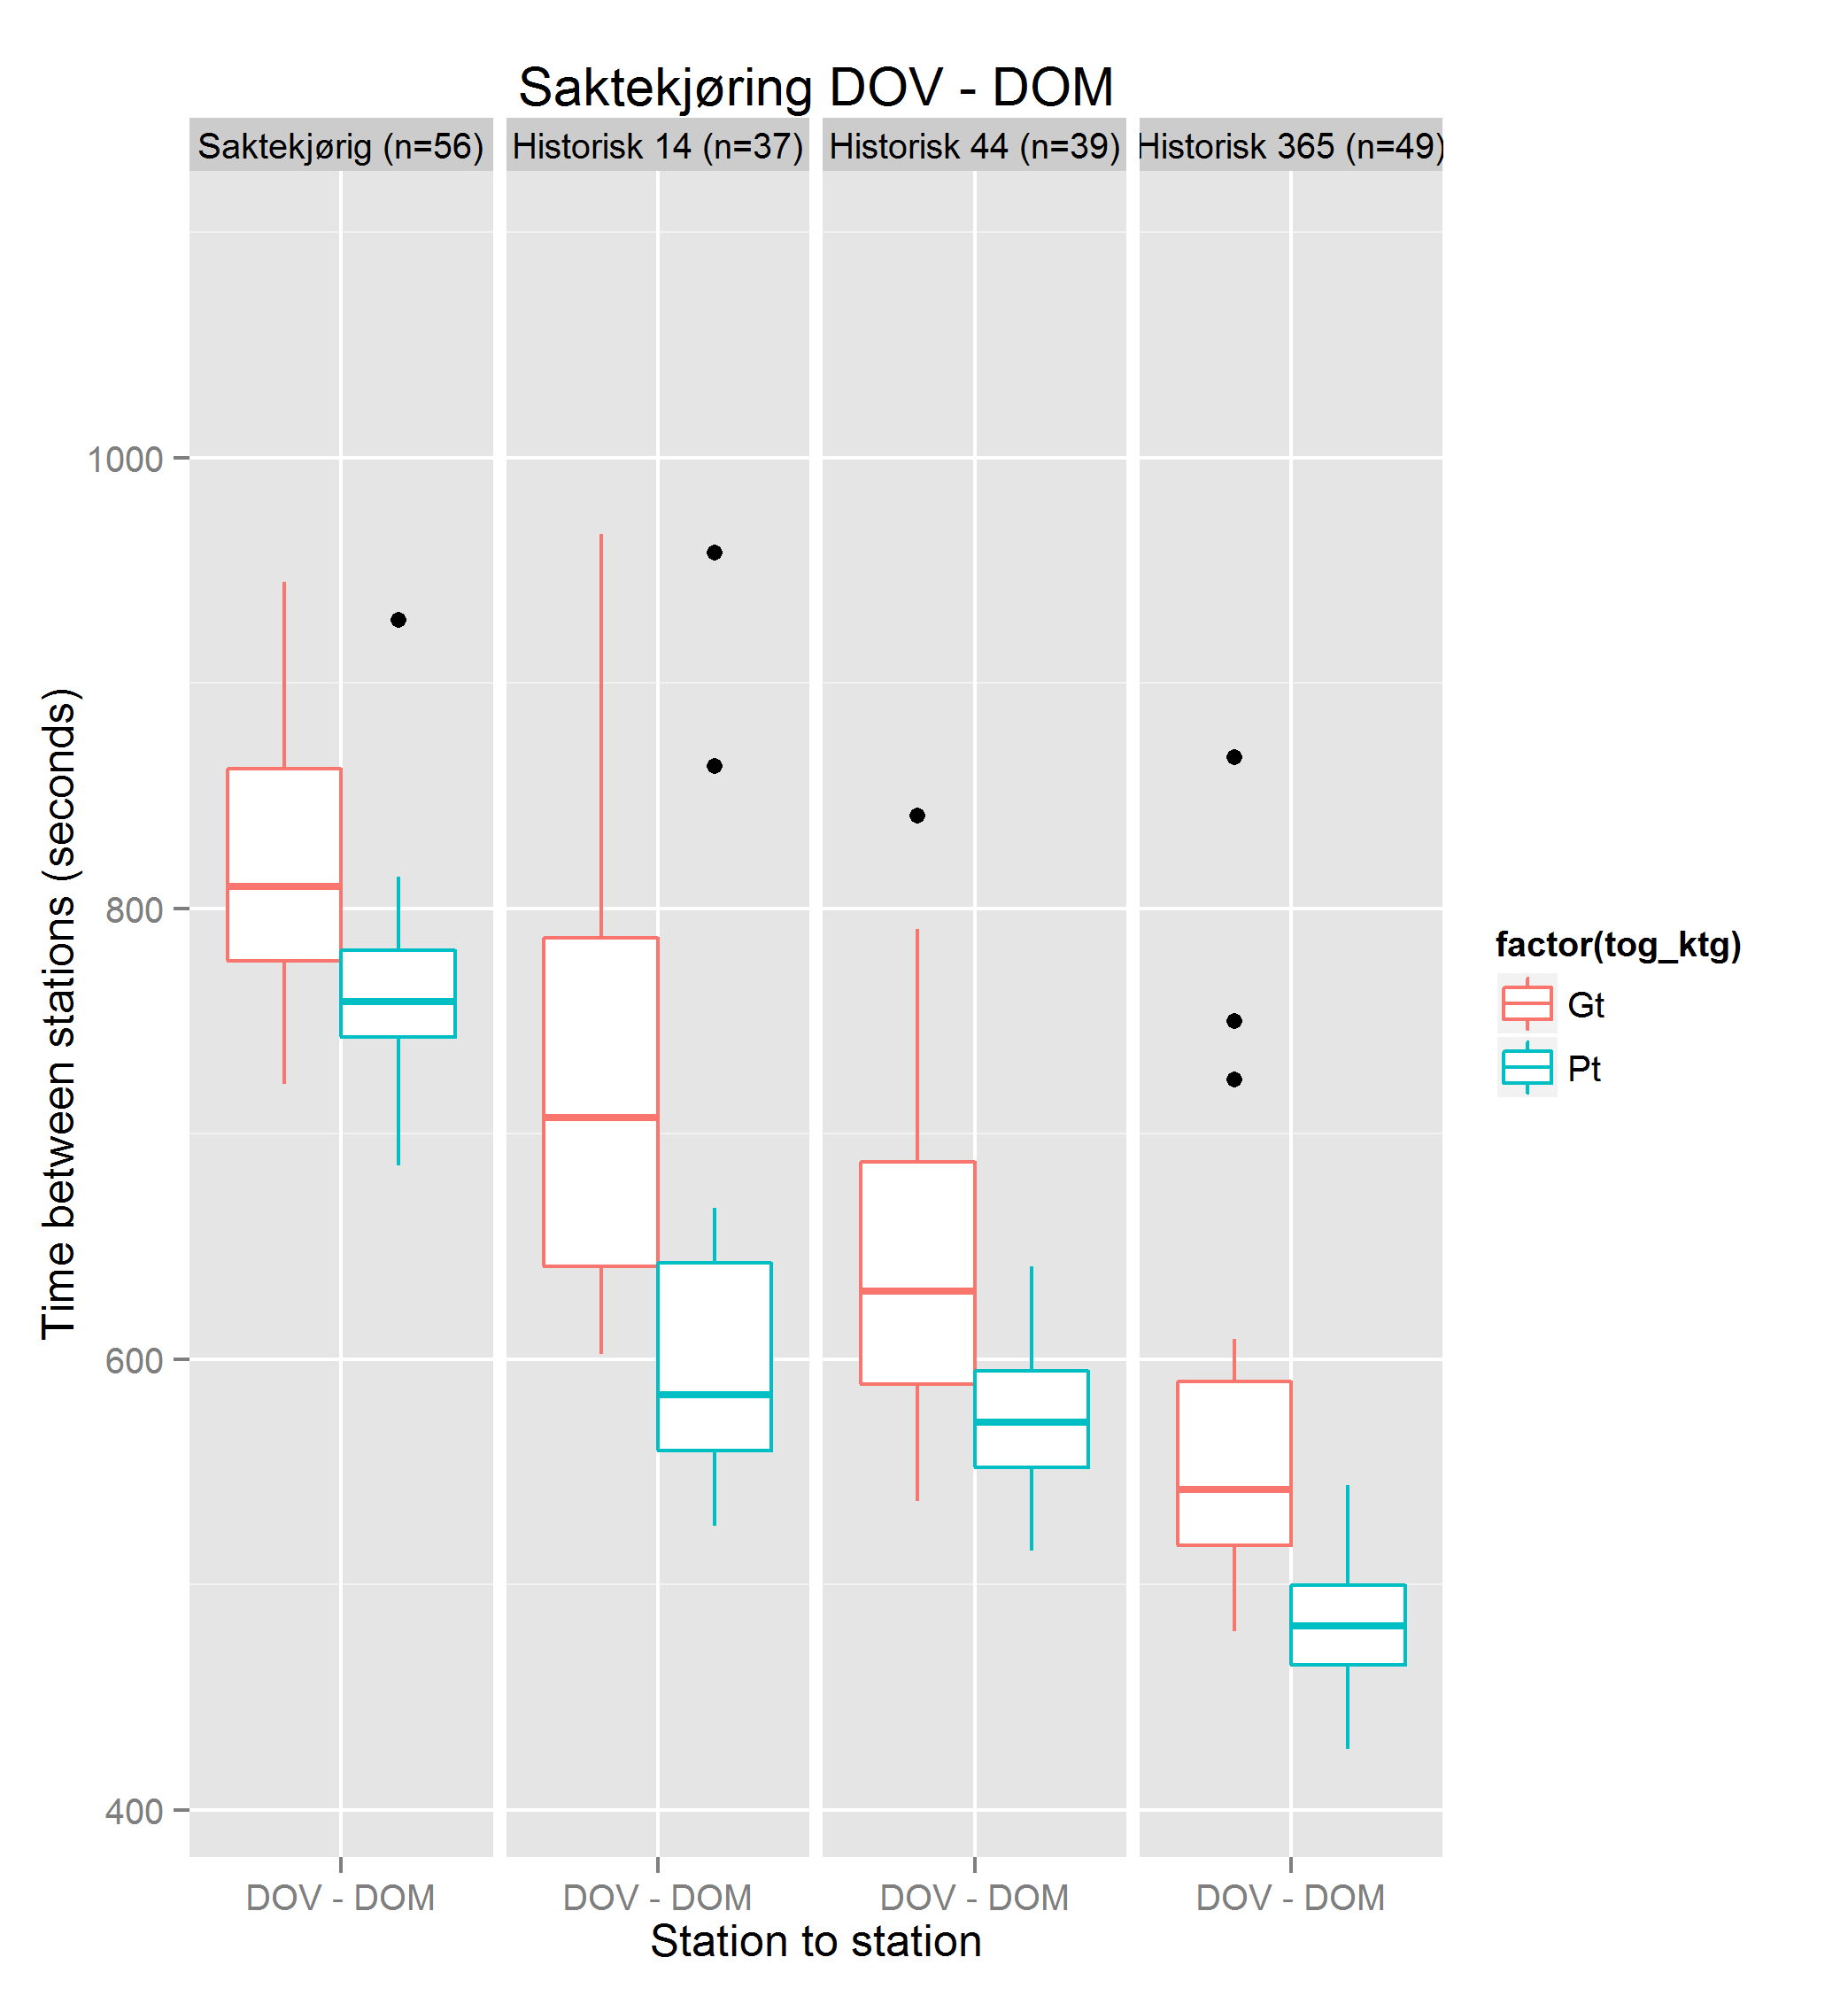 Saktekjøring DOV - DOM
Saktekjørig (n=56)
Historisk 14 (n=37)
Historisk 44 (n=39)
Historisk 365 (n=49)
Time between stations (seconds)
1000
800
600
400
DOV - DOM
DOV - DOM
DOV - DOM
DOV - DOM
Station to station
factor(tog_ktg)
Gt
Pt